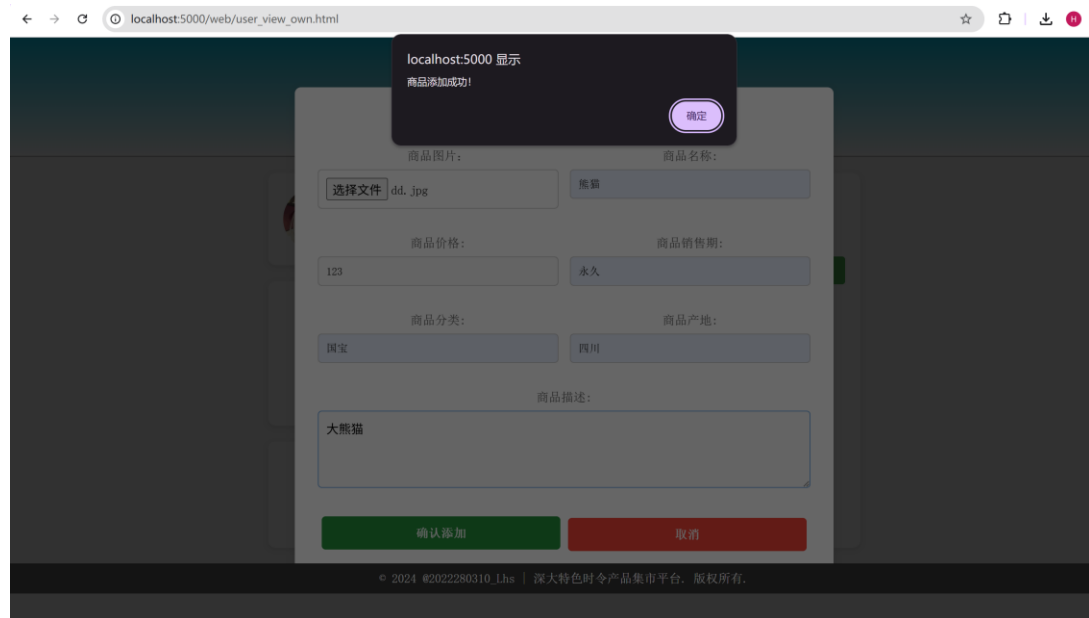 localhost:5000/web/user_view_own.html
H
localhost:5000 显示
商品添加成功!
确定
商品图片:
商品名称:
选择文件 dd.jpg
熊猫
商品价格:
商品销售期:
123
永久
商品分类:
商品产地:
国宝
四川
商品描述:
大熊猫
确认添加
取消
© 2024 @2022280310_Lhs | 深大特色时令产品集市平台. 版权所有.